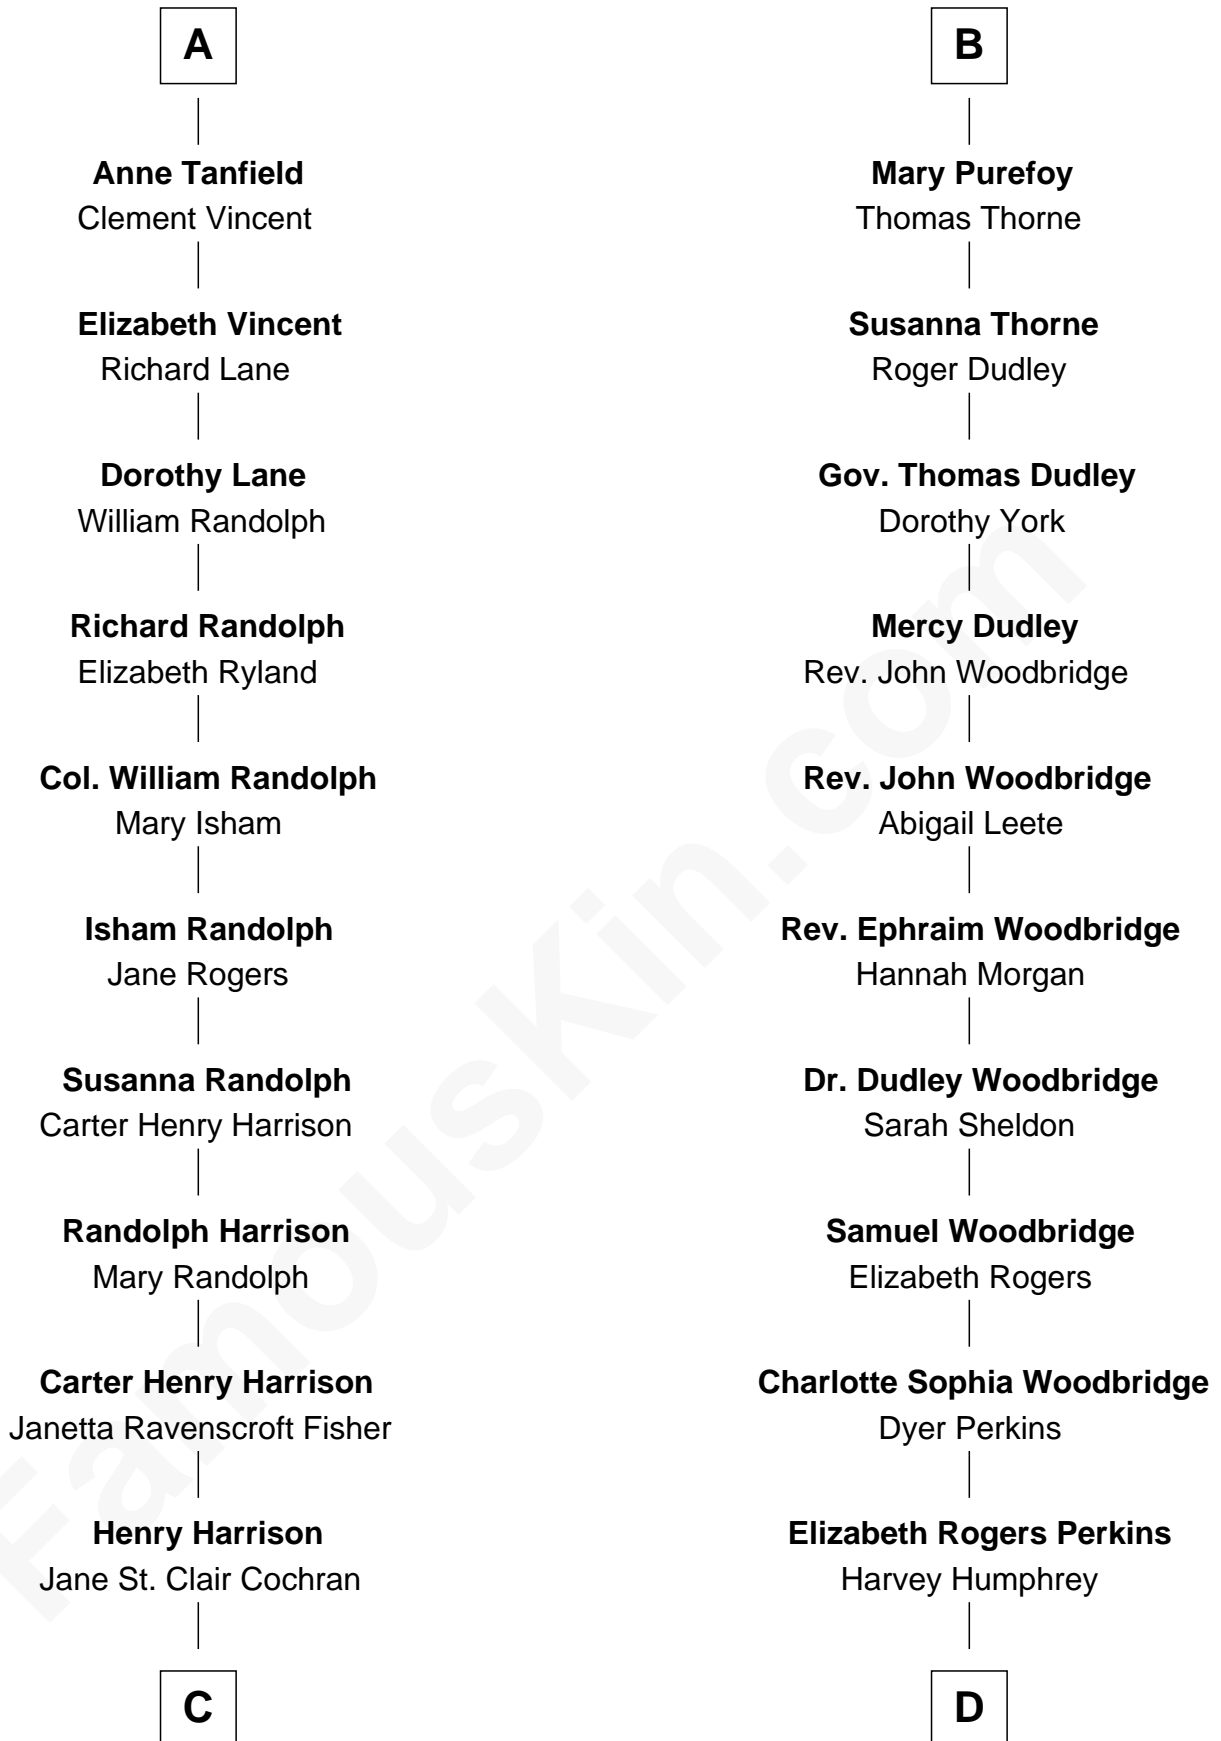 A
Anne Tanfield
Clement Vincent
Elizabeth Vincent
Richard Lane
Dorothy Lane
William Randolph
Richard Randolph
Elizabeth Ryland
Col. William Randolph
Mary Isham
Isham Randolph
Jane Rogers
Susanna Randolph
Carter Henry Harrison
Randolph Harrison
Mary Randolph
Carter Henry Harrison
Janetta Ravenscroft Fisher
Henry Harrison
Jane St. Clair Cochran
C
B
Mary Purefoy
Thomas Thorne
Susanna Thorne
Roger Dudley
Gov. Thomas Dudley
Dorothy York
Mercy Dudley
Rev. John Woodbridge
Rev. John Woodbridge
Abigail Leete
Rev. Ephraim Woodbridge
Hannah Morgan
Dr. Dudley Woodbridge
Sarah Sheldon
Samuel Woodbridge
Elizabeth Rogers
Charlotte Sophia Woodbridge
Dyer Perkins
Elizabeth Rogers Perkins
Harvey Humphrey
D
FamousKin.com